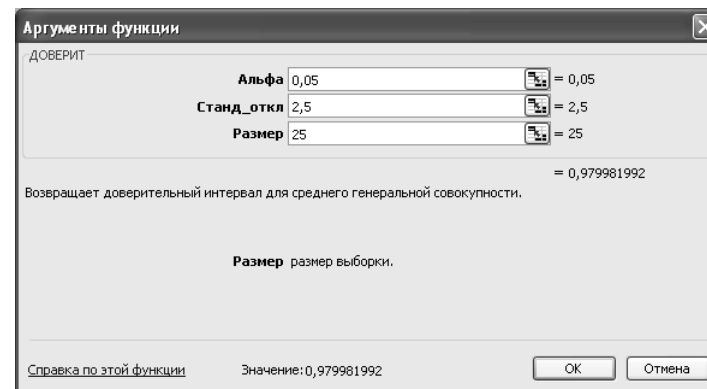 Аргументы функции
ДОВЕРИТ
Альфа 0,05 = 0,05
Станд_откл 2,5 = 2,5
Размер 25 = 25
= 0,979981992
Возвращает доверительный интервал для среднего генеральной совокупности.
Размер размер выборки.
Справка по этой функции Значение:0,979981992 ОК Отмена